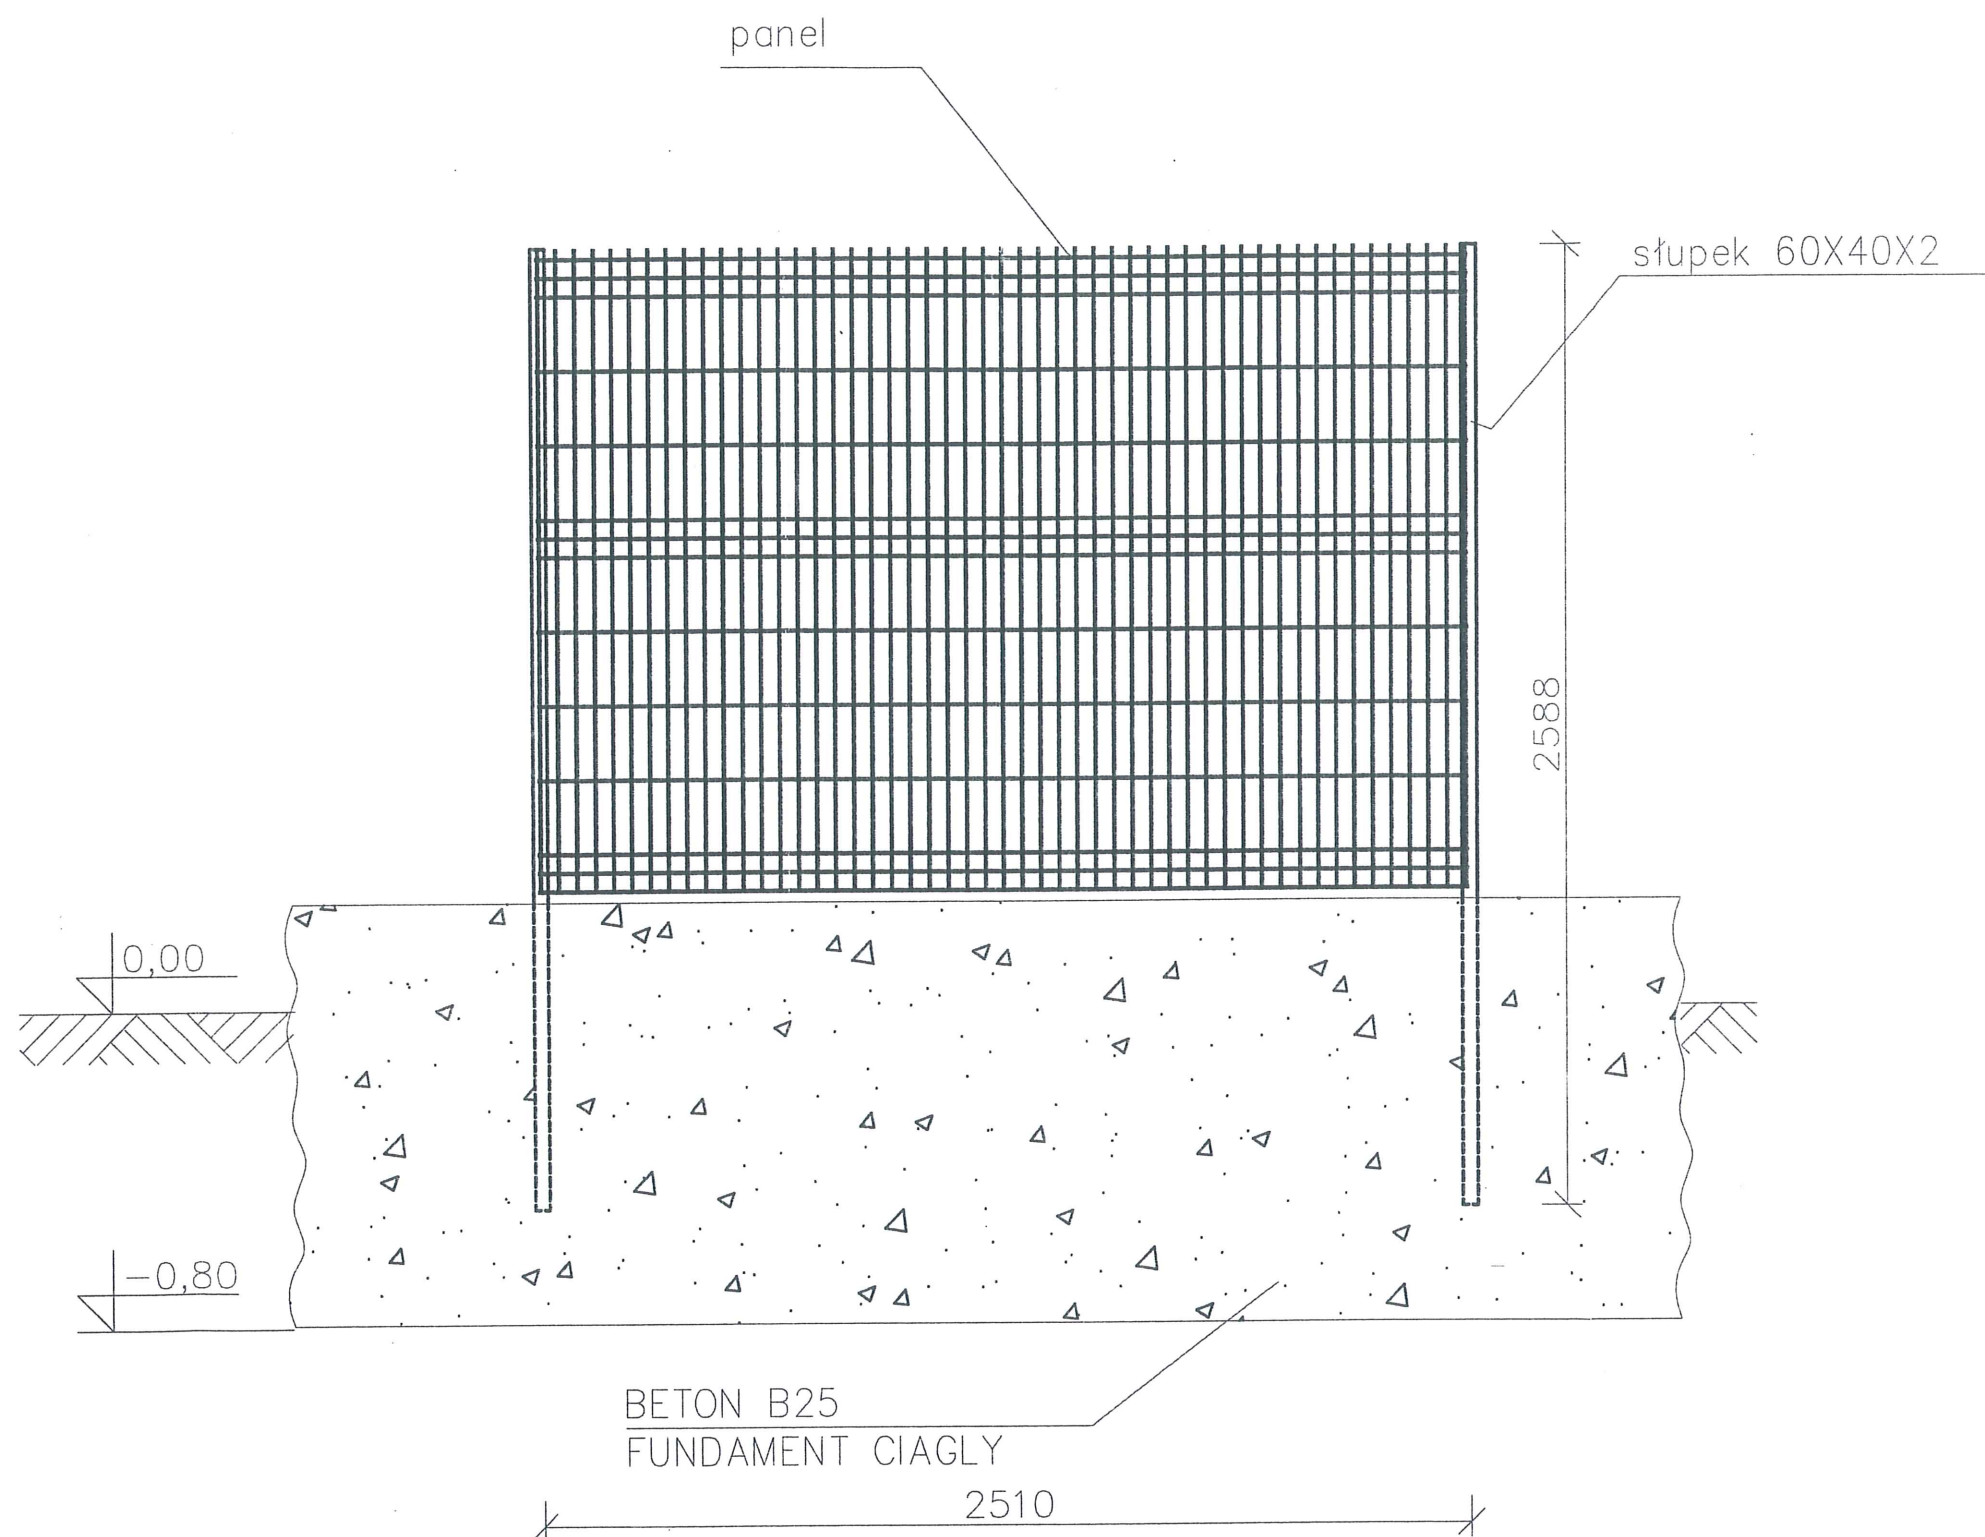 panel
słupek 60X40X2
2588
0,00
-0,80
BETON B25
FUNDAMENT CIAGLY
2510